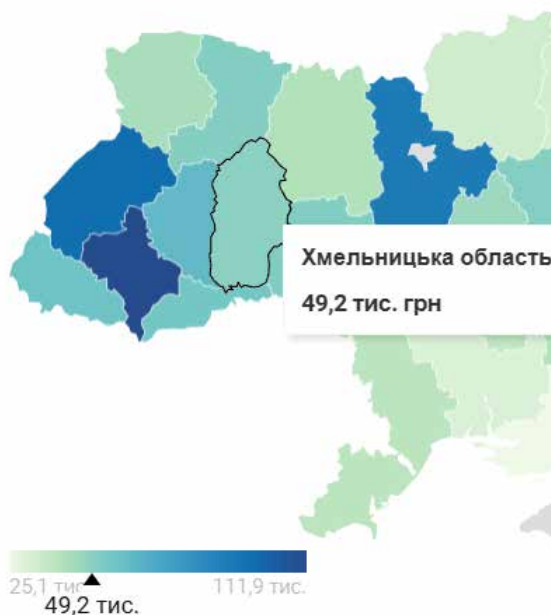 Хмельницька область
49,2 тис. грн
25,1 тис
111,9 тис.
49,2 тис.